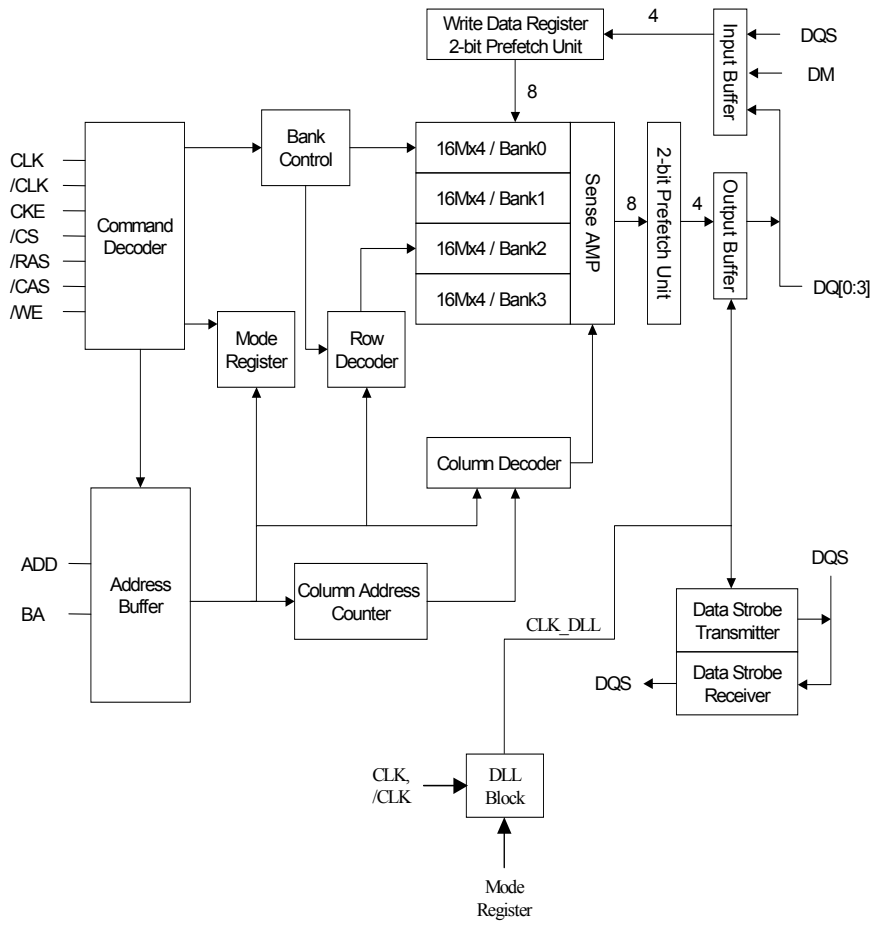 Write Data Register
2-bit Prefetch Unit
4
Input Buffer
DQS
DM
8
Bank
Control
CLK
/CLK
CKE
/CS
/RAS
/CAS
/WE
Command
Decoder
16Mx4 / Bank0
16Mx4 / Bank1
16Mx4 / Bank2
16Mx4 / Bank3
Sense AMP
8
2-bit Prefetch Unit
4
Output Buffer
DQ[0:3]
Mode
Register
Row
Decoder
Column Decoder
ADD
BA
Address
Buffer
Column Address
Counter
CLK_DLL
DQS
Data Strobe
Transmitter
Data Strobe
Receiver
DQS
CLK,
/CLK
DLL
Block
Mode
Register